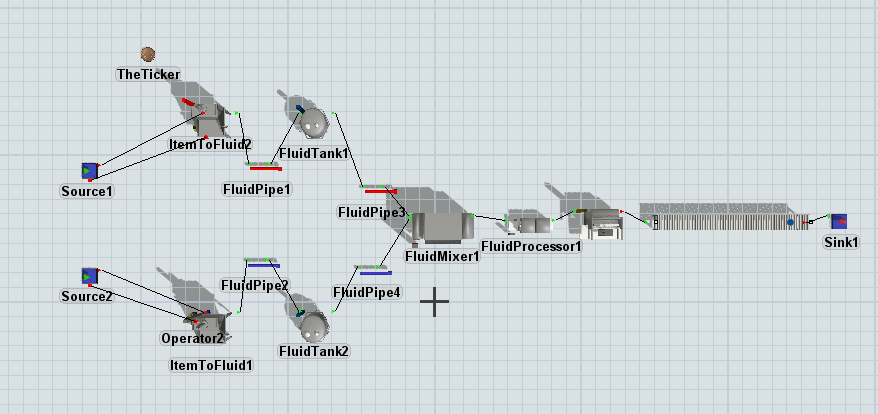 TheTicker
ItemToFluid2
FluidTank1
Source1
FluidPipe1
FluidPipe3
FluidMixer1
FluidProcessor1
Sink1
Source2
FluidPipe2
FluidPipe4
Operator2
FluidTank2
ItemToFluid1